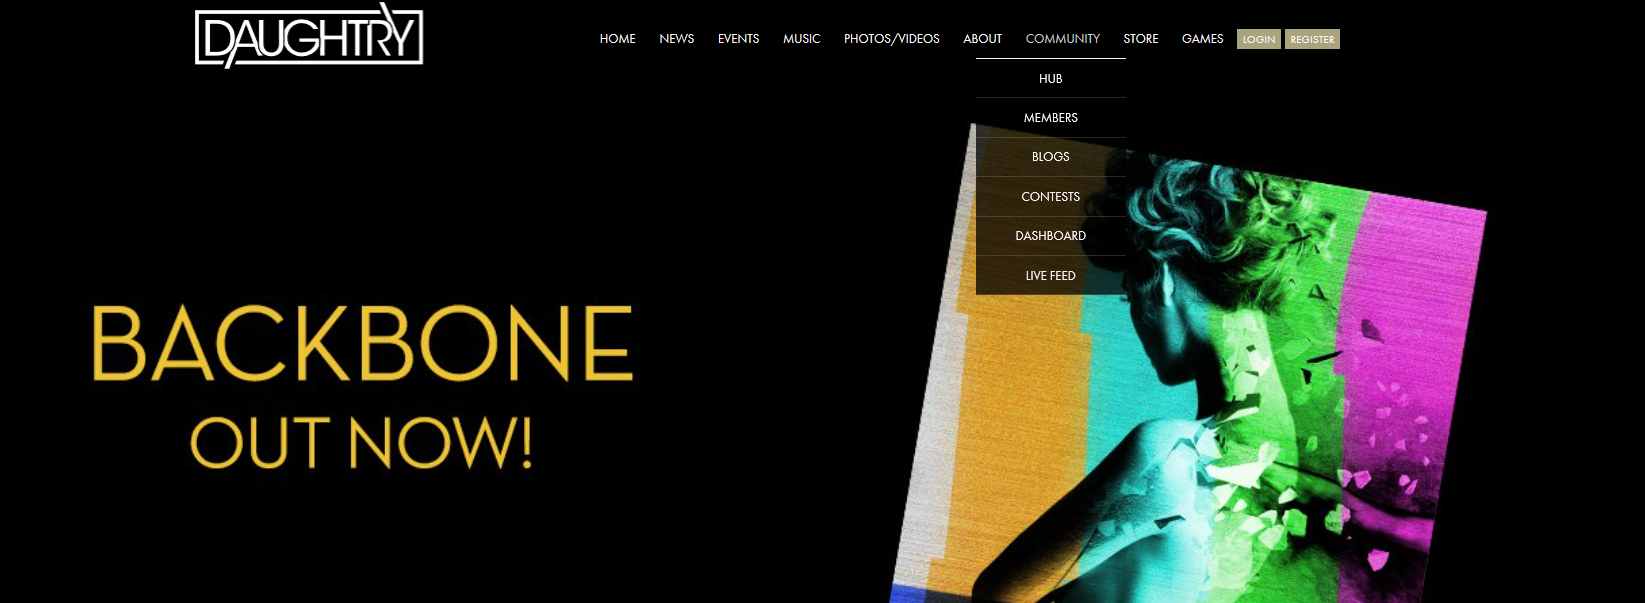 DAUGHTRY
HOME NEWS EVENTS MUSIC PHOTOS/VIDEOS ABOUT COMMUNITY STORE GAMES LOGIN REGISTER
HUB
MEMBERS
BLOGS
CONTESTS
DASHBOARD
LIVE FEED
BACKBONE
OUT NOW!